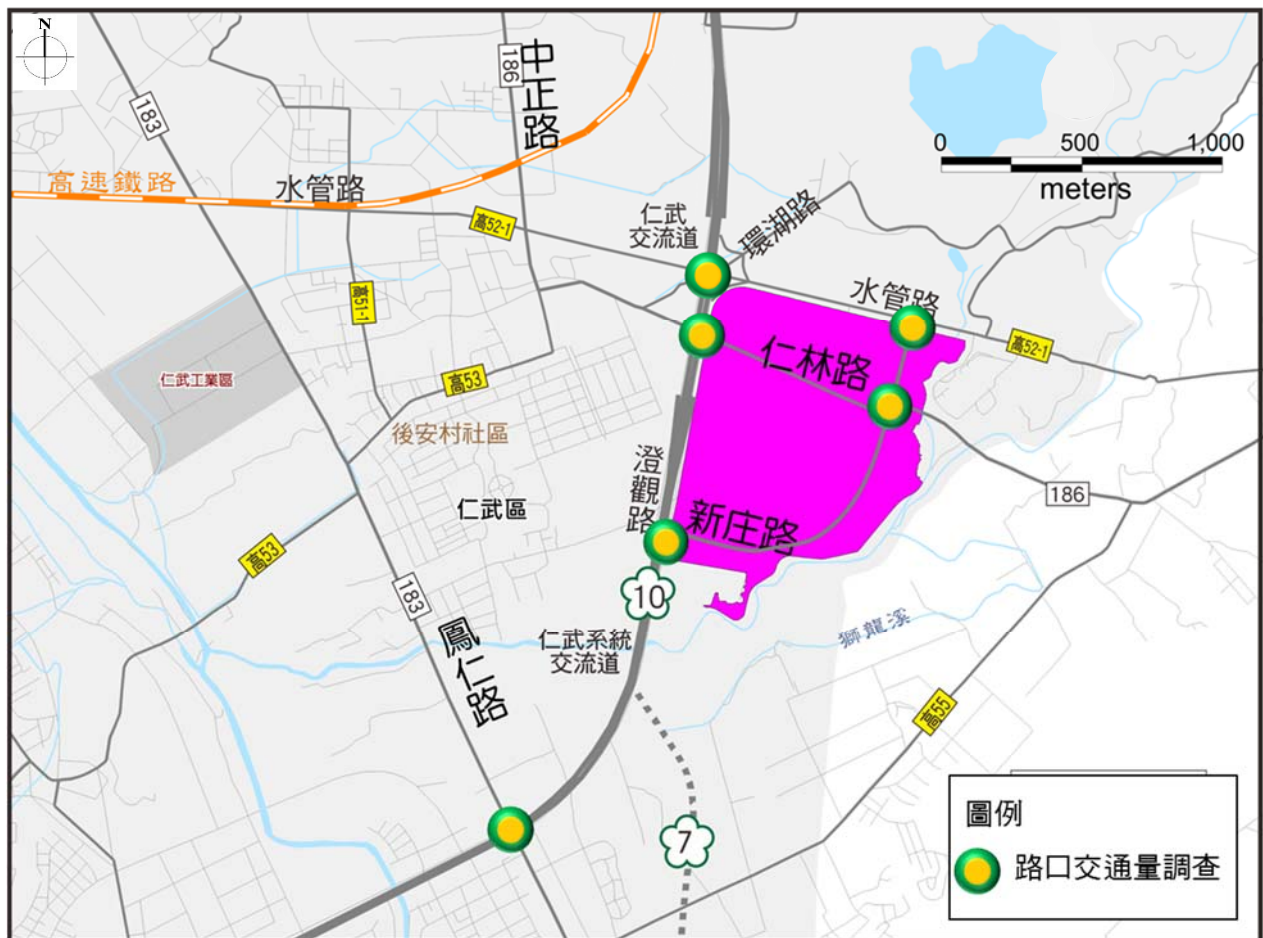 N
中正路
186
183
0 500 1,000
meters
高速鐵路
水管路
仁武
交流道
環湖路
高52-1
水管路
高51-1
仁林路
高52-1
仁武工業區
高53
後安村社區
澄觀路
仁武區
186
新庄路
高53
183
10
鳳仁路
仁武系統
交流道
獅龍溪
高55
7
圖例
路口交通量調查